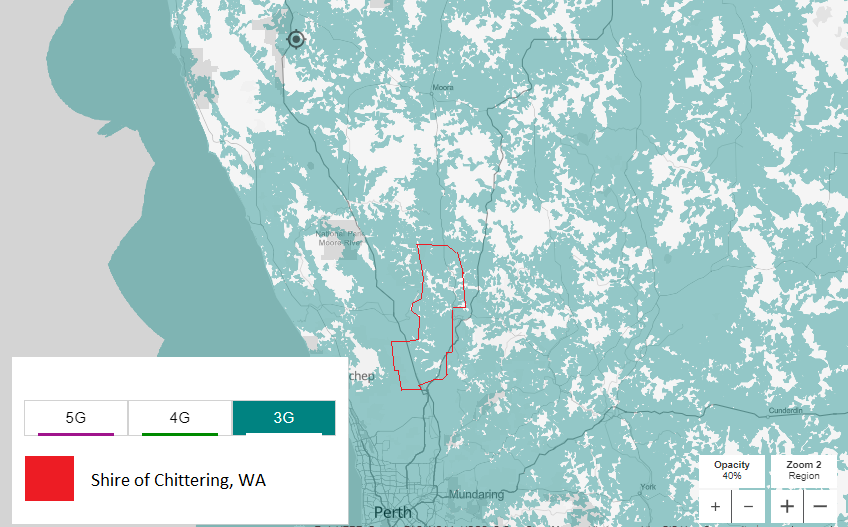 Moora
National Park
Moore River
chep
5G
4G
3G
Shire of Chittering, WA
Cunderdin
Opacity
40%
Zoom 2
Region
+
−
+
−
York
Mundaring
Perth